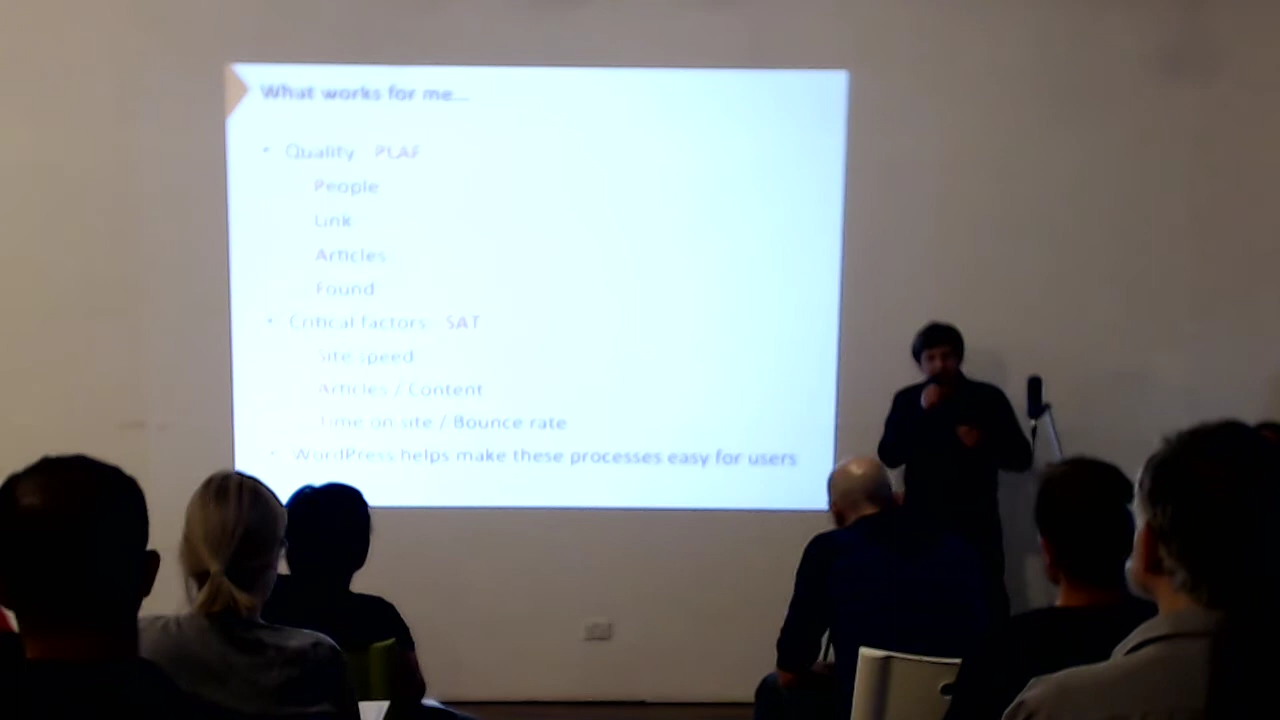 What works for me...
• Quality PLAF
People
Link
Articles
Found
• Critical factors SAT
Site speed
Articles / Content
Time on site / Bounce rate
• WordPress helps make these processes easy for users